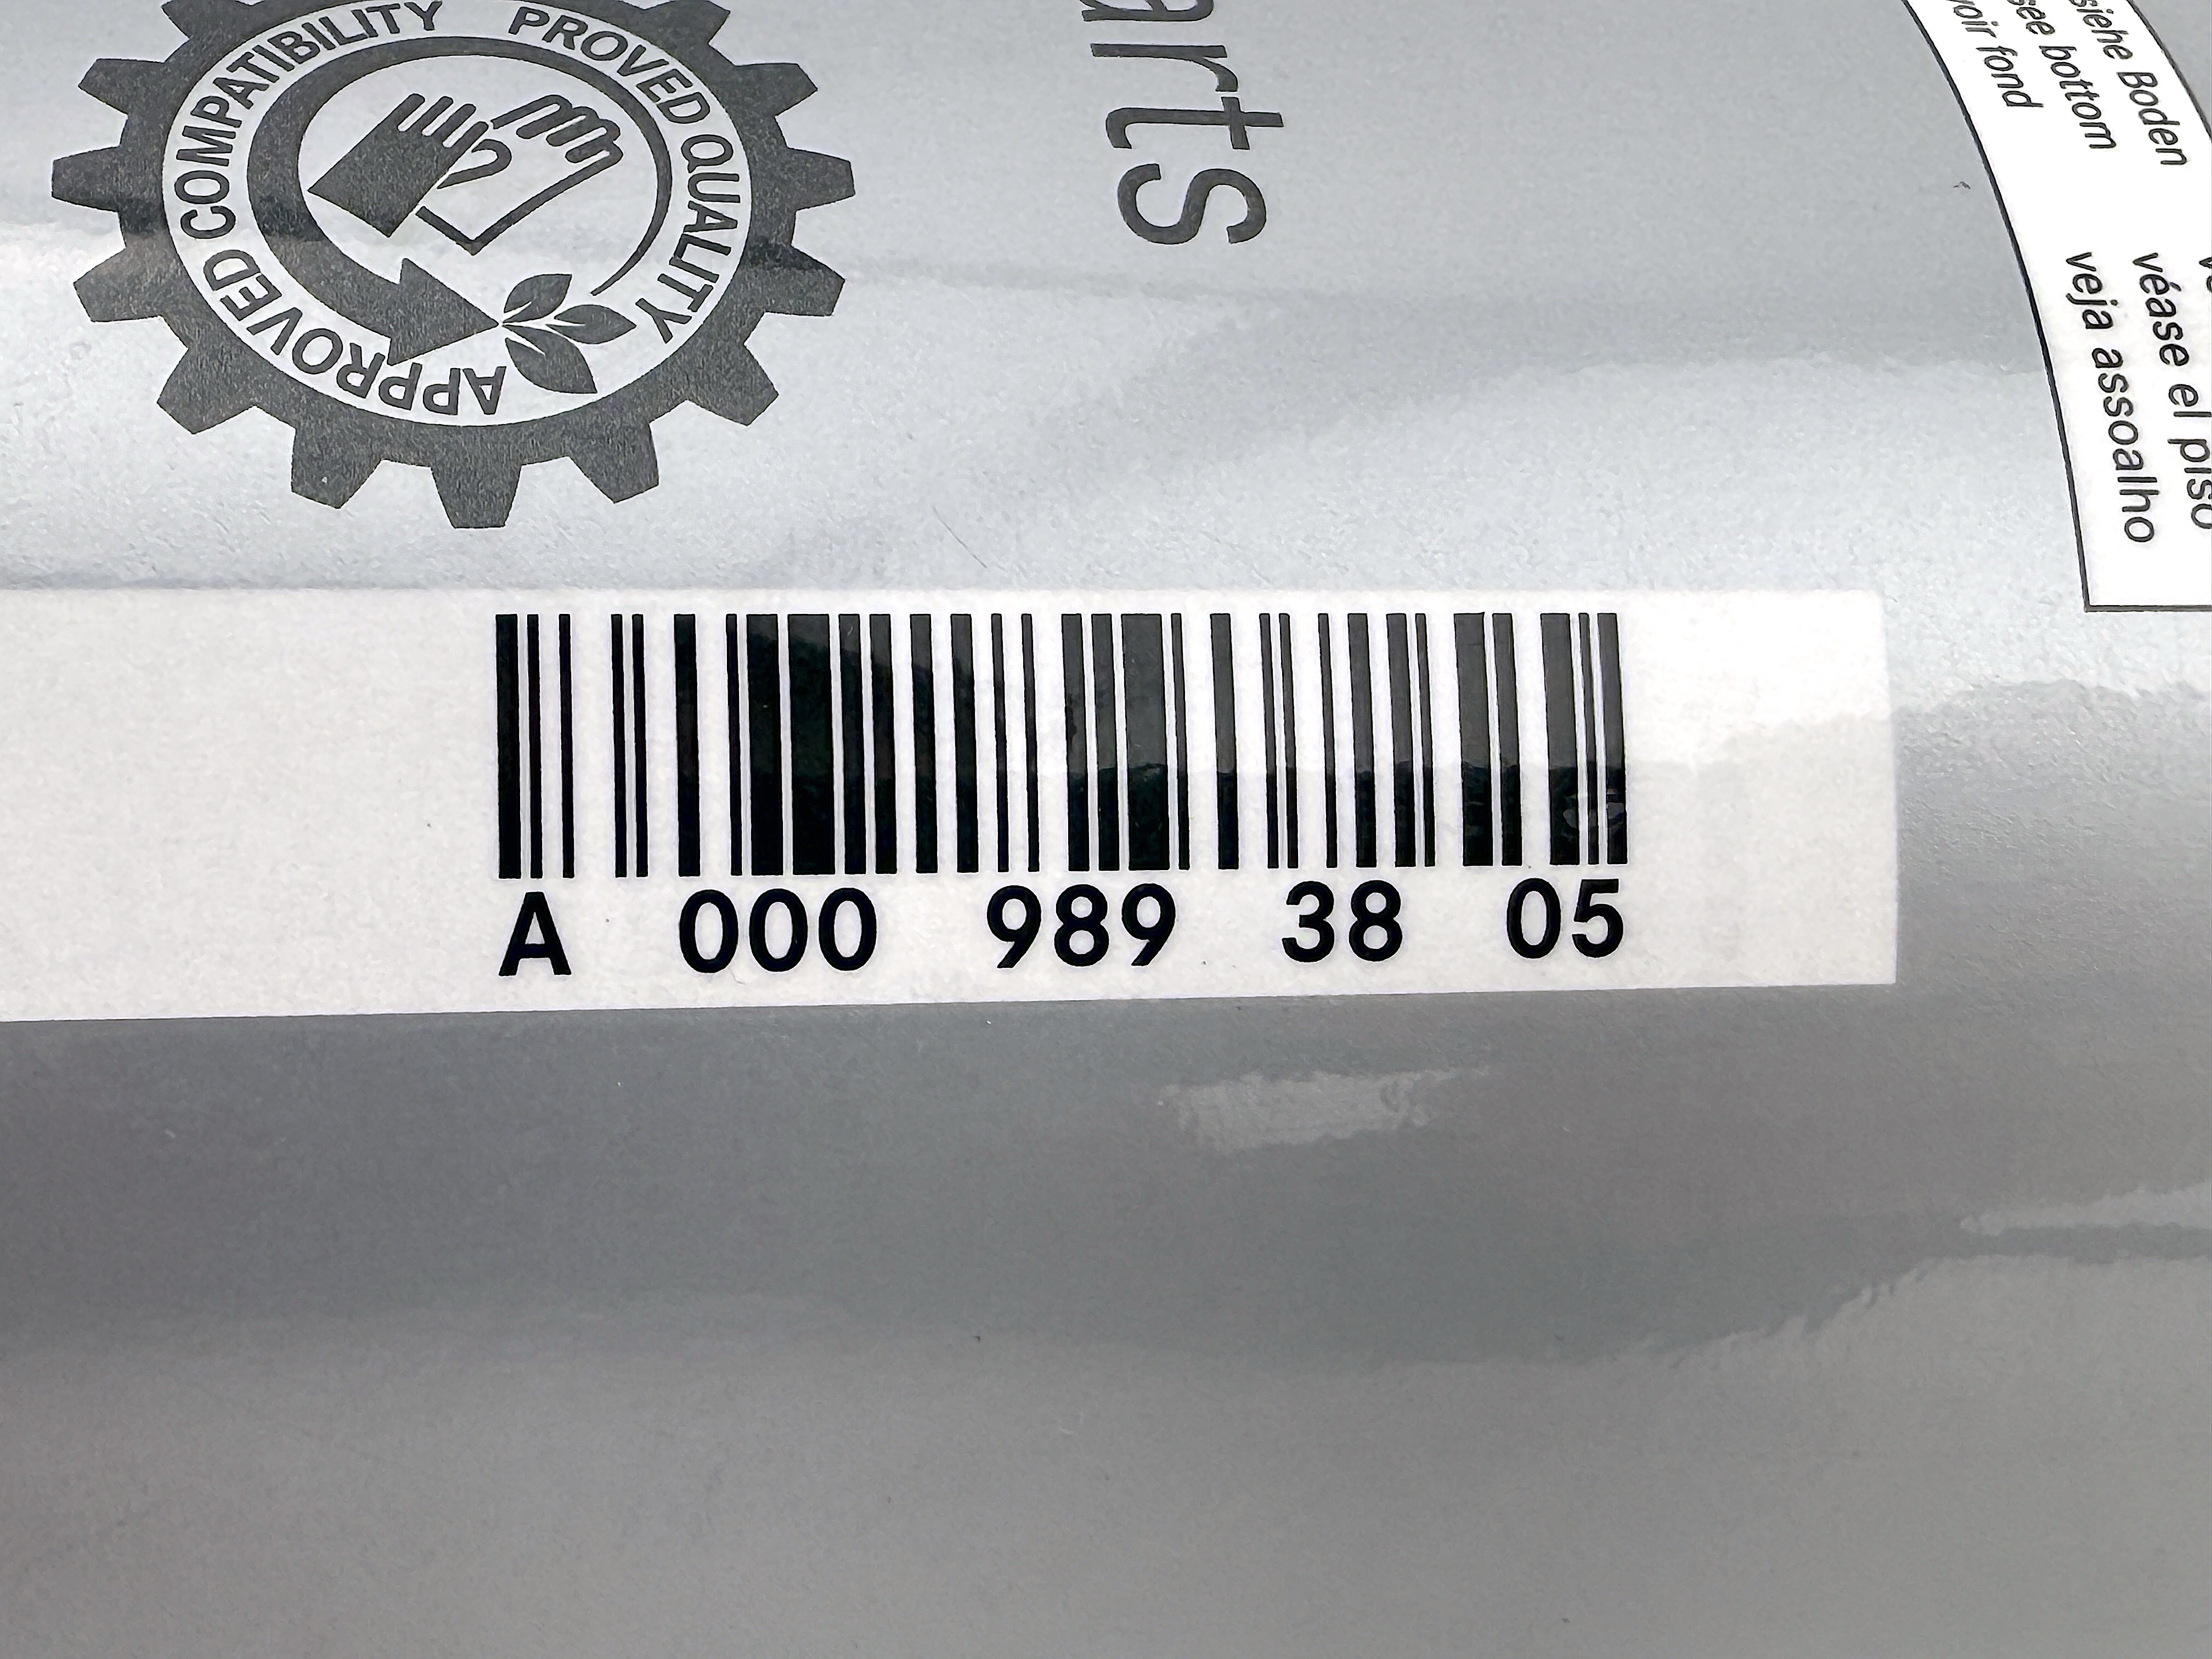 APPROVED COMPATIBILITY PROVED QUALITY
arts
siehe Boden
see bottom
voir fond
véase el piso
veja assoalho
A 000 989 38 05